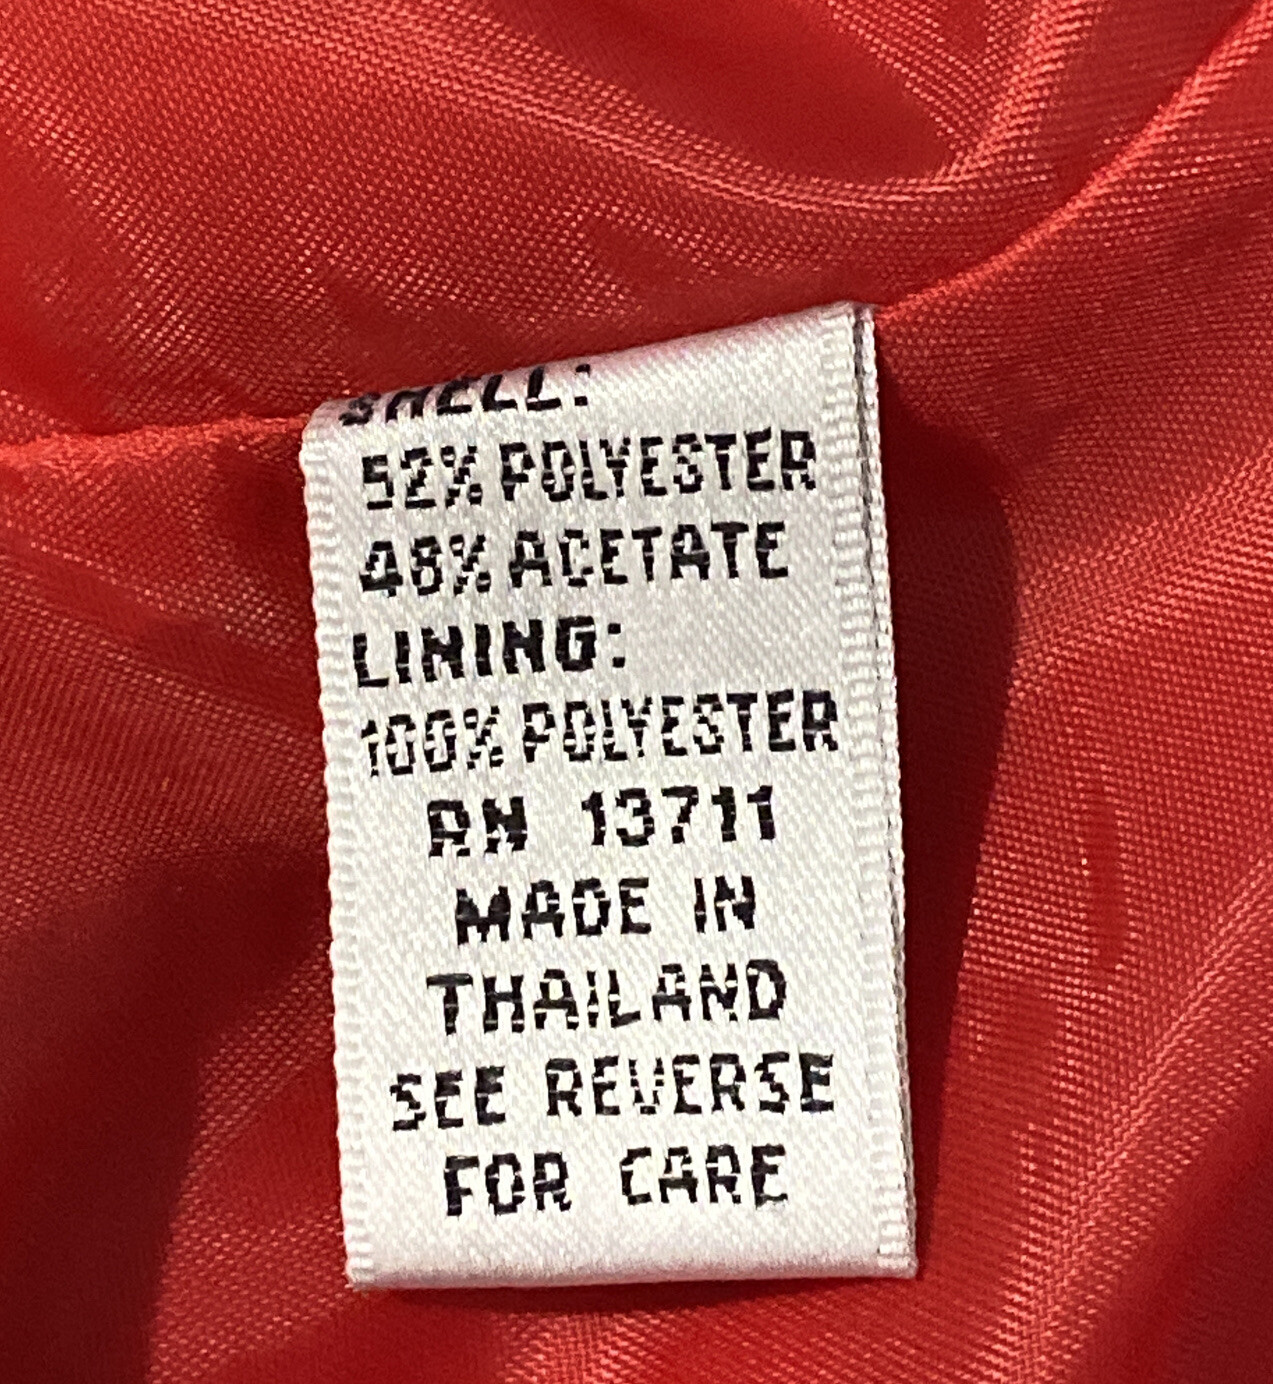 SHELL:
52% POLYESTER
48% ACETATE
LINING:
100% POLYESTER
RN 13711
MADE IN
THAILAND
SEE REVERSE
FOR CARE